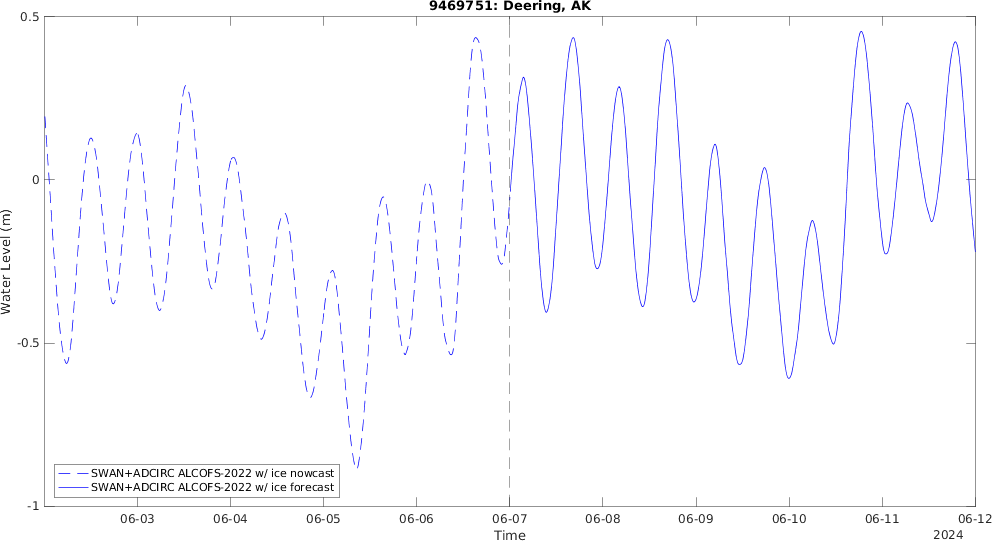 9469751: Deering, AK
0.5
0
-0.5
-1
Water Level (m)
SWAN+ADCIRC ALCOFS-2022 w/ ice nowcast
SWAN+ADCIRC ALCOFS-2022 w/ ice forecast
06-03 06-04 06-05 06-06 06-07 06-08 06-09 06-10 06-11 06-12
Time
2024